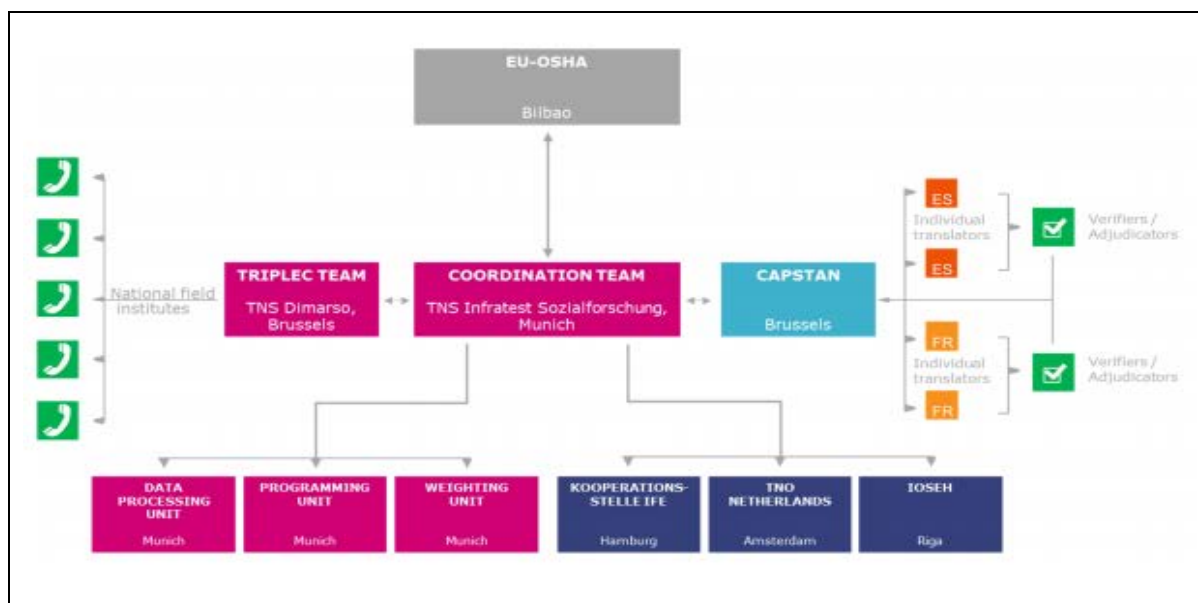 EU-OSHA
Bilbao
National field
institutes
TRIPLEC TEAM
TNS Dimarso,
Brussels
COORDINATION TEAM
TNS Infratest Sozialforschung,
Munich
CAPSTAN
Brussels
ES
Individual
translators
ES
Verifiers /
Adjudicators
FR
Individual
translators
FR
Verifiers /
Adjudicators
DATA
PROCESSING
UNIT
Munich
PROGRAMMING
UNIT
Munich
WEIGHTING
UNIT
Munich
KOOPERATIONS-
STELLE IFE
Hamburg
TNO
NETHERLANDS
Amsterdam
IOSEH
Riga